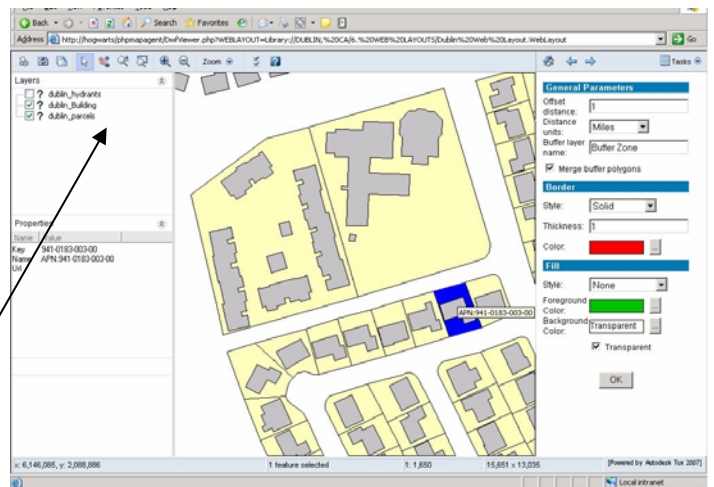 Back
Search
Favorites
Address http://hogwarts/phpmapagent/DwfViewer.php?WEBLAYOUT=Library://DUBLIN,%20CA/6.%20WEB%20LAYOUTS/Dublin%20Web%20Layout.WebLayout
Go
Zoom
Tasks
Layers
? dublin_hydrants
? dublin_Building
? dublin_parcels
Properties
Name Value
Key 941-0183-003-00
Name APN:941-0183-003-00
Url
APN:941-0183-003-00
General Parameters
Offset distance: 1
Distance units: Miles
Buffer layer name: Buffer Zone
Merge buffer polygons
Border
Style: Solid
Thickness: 1
Color: ...
Fill
Style: None
Foreground Color: ...
Background Color: Transparent ...
Transparent
OK
x: 6,146,085, y: 2,088,886
1 feature selected
1: 1,650
15,651 x 13,035
[Powered by Autodesk Tux 2007]
Local intranet